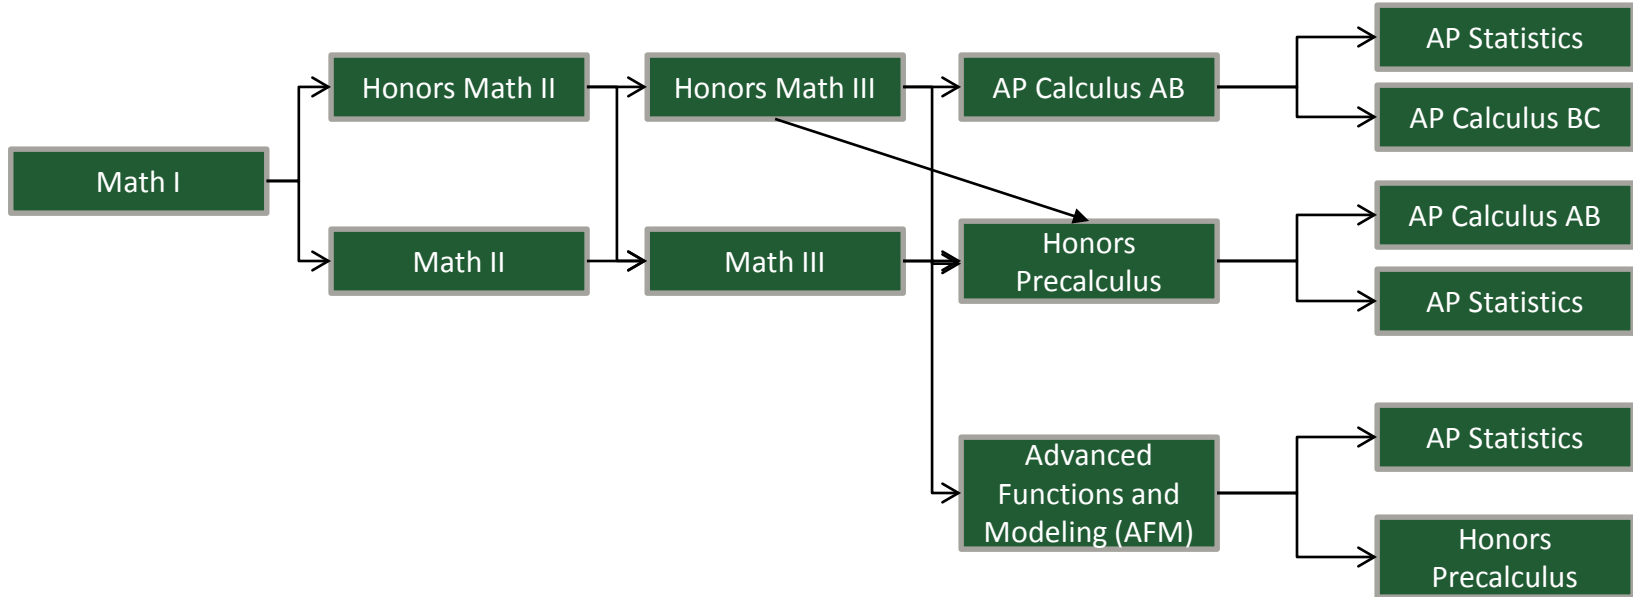 Math I
Honors Math II
Math II
Honors Math III
Math III
AP Calculus AB
Honors
Precalculus
Advanced
Functions and
Modeling (AFM)
AP Statistics
AP Calculus BC
AP Calculus AB
AP Statistics
AP Statistics
Honors
Precalculus